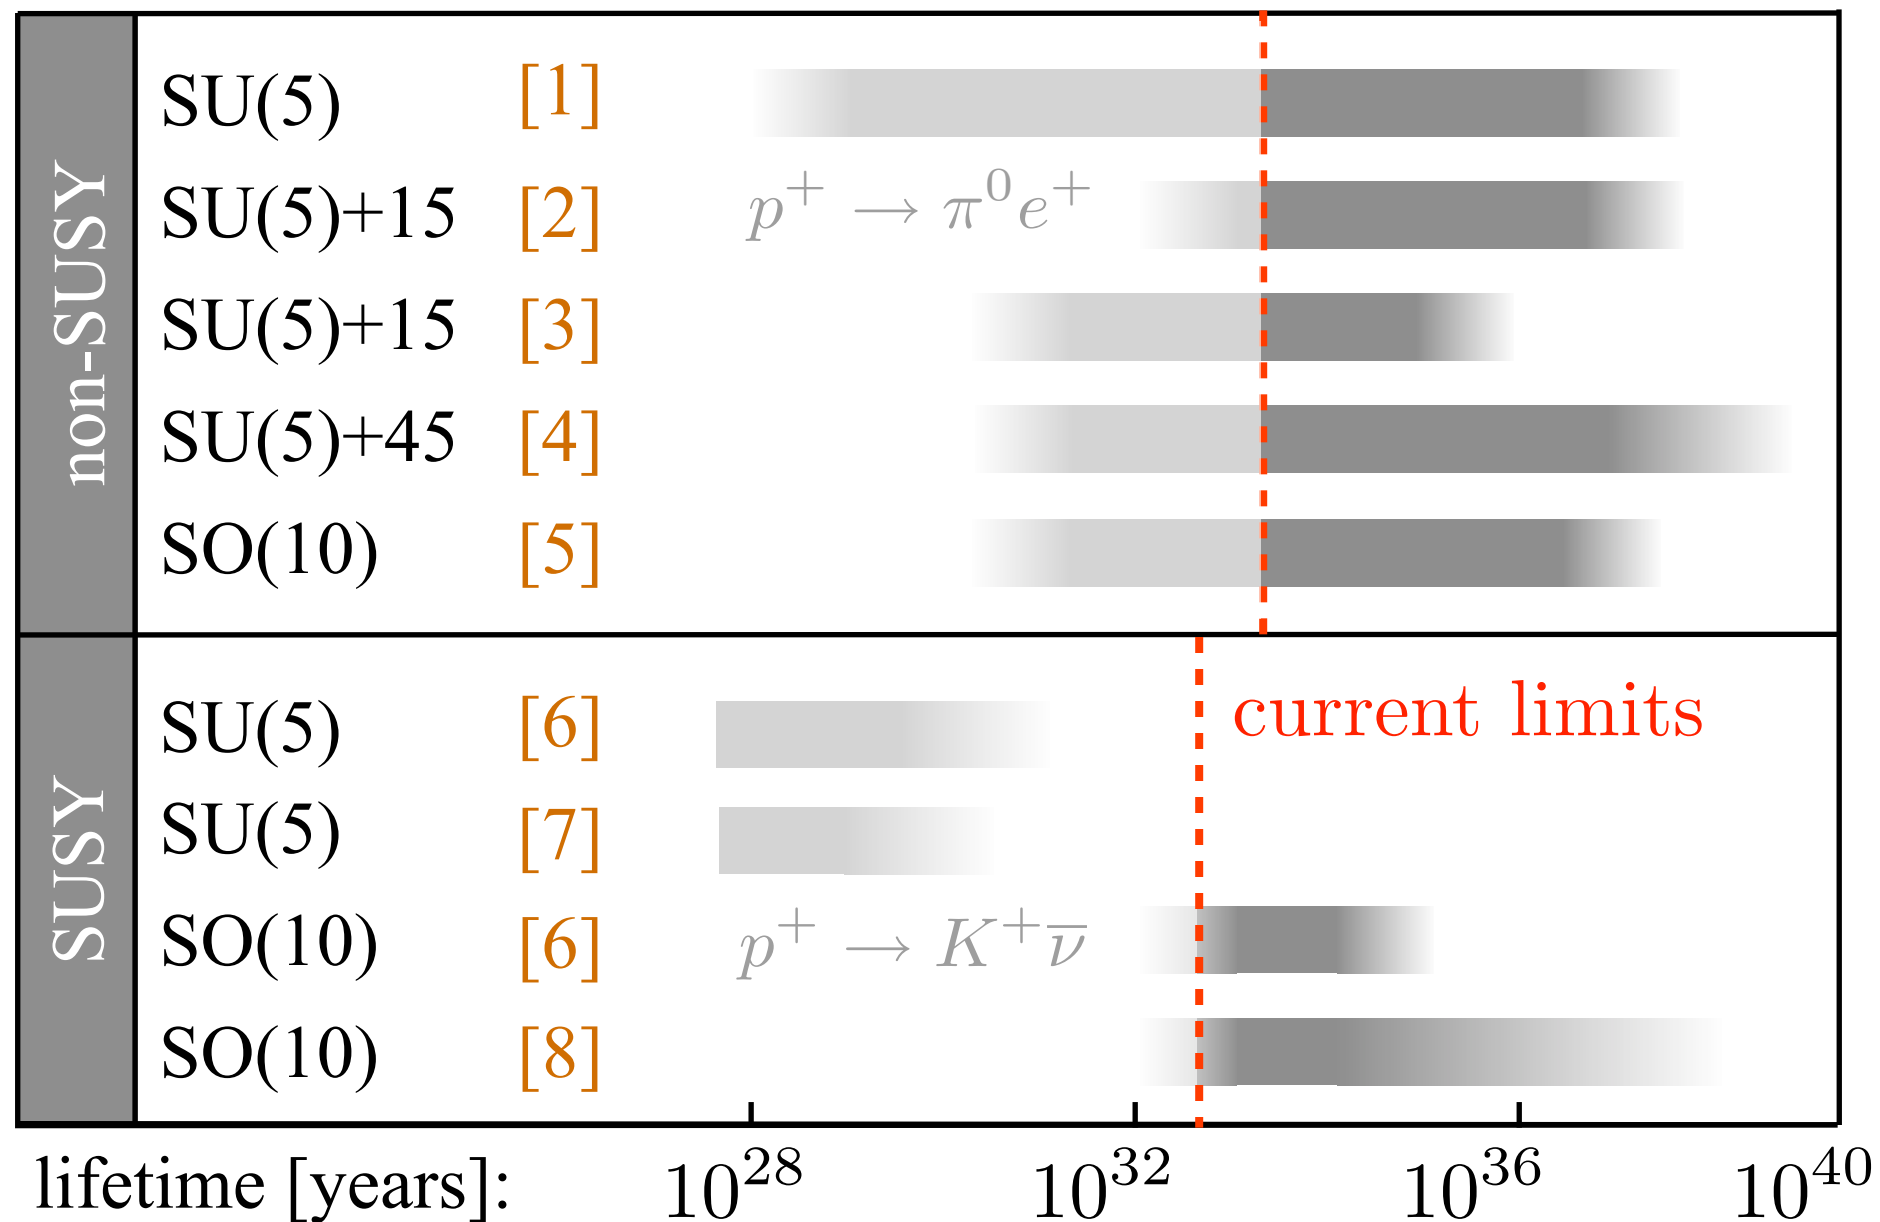 non-SUSY
SU(5) [1]
SU(5)+15 [2]
p⁺ → π⁰e⁺
SU(5)+15 [3]
SU(5)+45 [4]
SO(10) [5]
SUSY
SU(5) [6]
current limits
SU(5) [7]
SO(10) [6]
p⁺ → K⁺ν̅
SO(10) [8]
lifetime [years]: 10²⁸ 10³² 10³⁶ 10⁴⁰